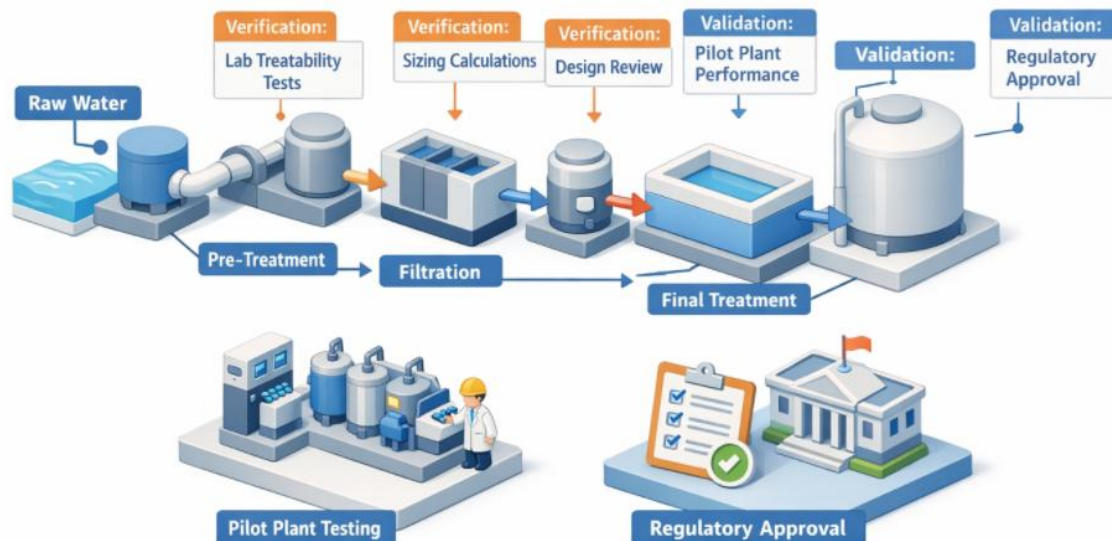 Verification:
Lab Treatability
Tests
Verification:
Sizing Calculations
Verification:
Design Review
Validation:
Pilot Plant
Performance
Validation:
Validation:
Regulatory
Approval
Raw Water
Pre-Treatment
Filtration
Final Treatment
Pilot Plant Testing
Regulatory Approval